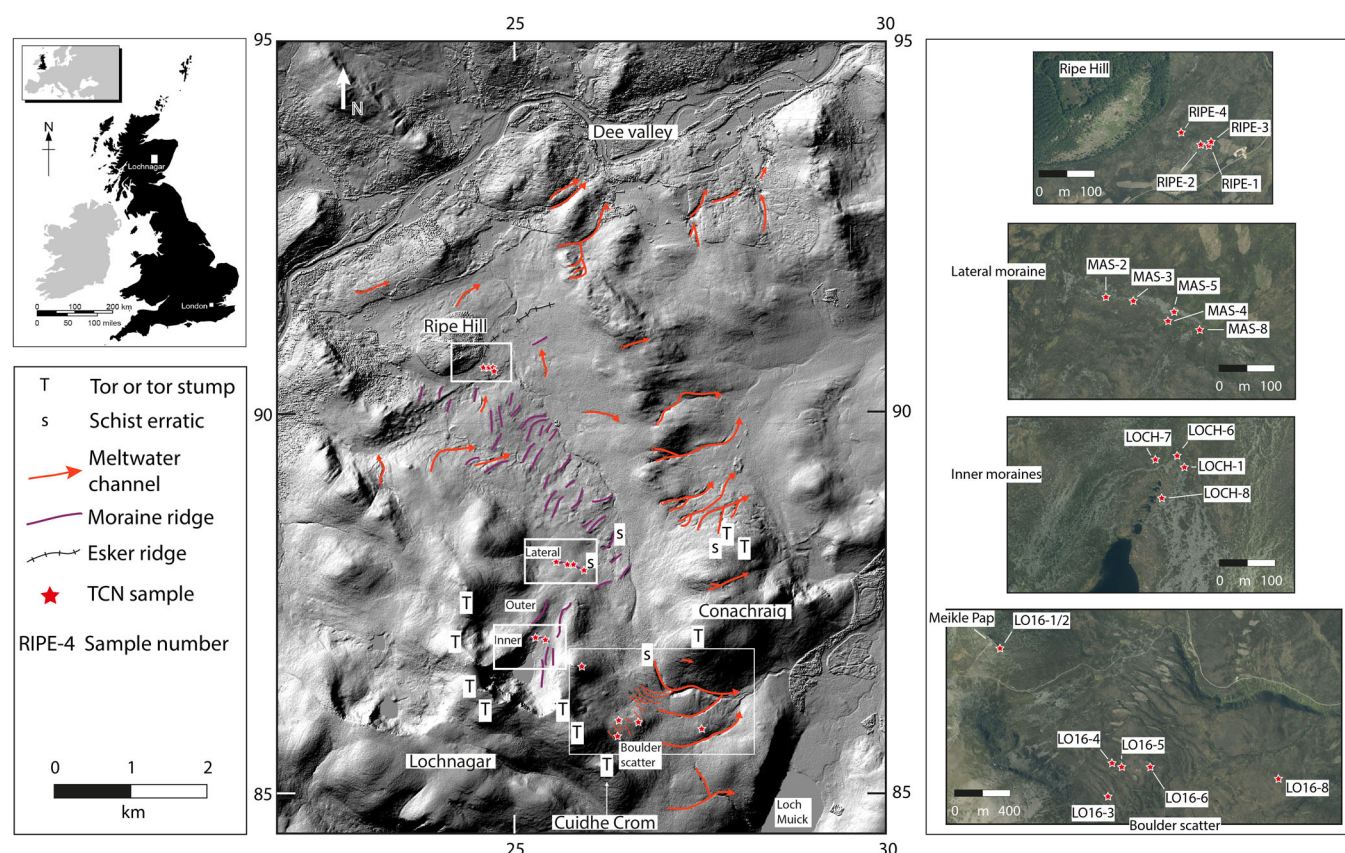 N
Lochnagar
London
0 100 200 km
0 50 100 miles
T Tor or tor stump
s Schist erratic
Meltwater
channel
Moraine ridge
Esker ridge
TCN sample
RIPE-4 Sample number
0 1 2
km
25 30
95 95
N
Dee valley
Ripe Hill
90 90
s
T
s
T
Lateral
s
Outer
T
Conachraig
T
T
Inner
s
T
T
T
T
Boulder
scatter
Lochnagar
T
85 85
Loch
Muick
Cuidhe Crom
25 30
Ripe Hill
RIPE-4
RIPE-3
RIPE-2
RIPE-1
0 m 100
Lateral moraine
MAS-2
MAS-3
MAS-5
MAS-4
MAS-8
0 m 100
Inner moraines
LOCH-7
LOCH-6
LOCH-1
LOCH-8
0 m 100
Meikle Pap
LO16-1/2
LO16-4
LO16-5
LO16-6
LO16-8
LO16-3
0 m 400
Boulder scatter